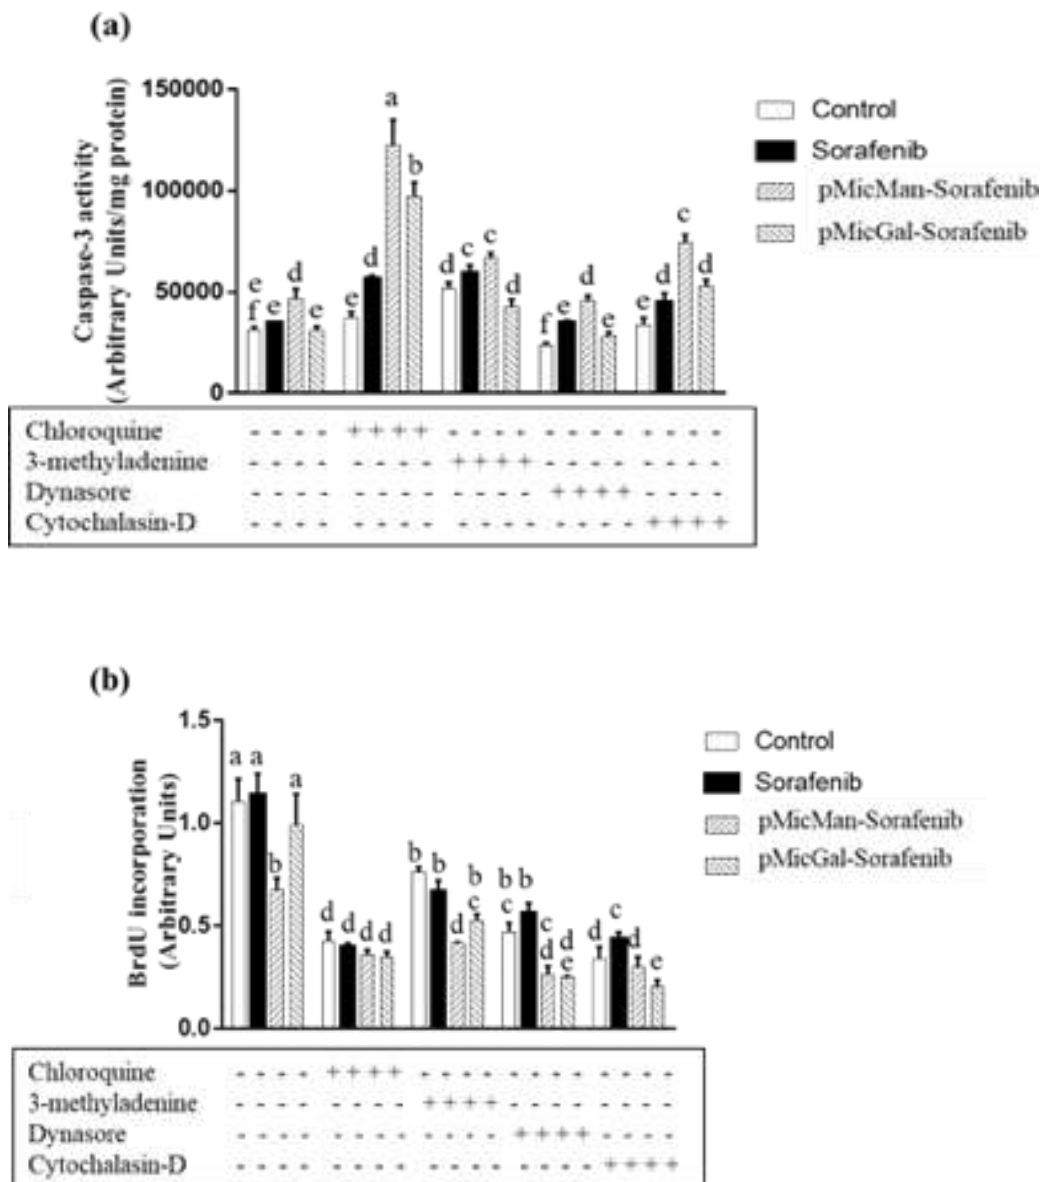 (a)
Caspase-3 activity
(Arbitrary Units/mg protein)
150000
100000
50000
0
a
b
e
f
e
d
e
e
d
d
c
c
d
f
e
d
e
e
d
c
d
Control
Sorafenib
pMicMan-Sorafenib
pMicGal-Sorafenib
Chloroquine - - - - + + + + - - - - - - - - - - - -
3-methyladenine - - - - - - - - + + + + - - - - - - - -
Dynasore - - - - - - - - - - - - + + + + - - - -
Cytochalasin-D - - - - - - - - - - - - - - - - + + + +
(b)
BrdU incorporation
(Arbitrary Units)
1.5
1.0
0.5
0.0
a a
b
a
d d d d
b b
d
b
c
b
c
b
c
d
d
e
d
c
d
e
Control
Sorafenib
pMicMan-Sorafenib
pMicGal-Sorafenib
Chloroquine - - - - + + + + - - - - - - - - - - - -
3-methyladenine - - - - - - - - + + + + - - - - - - - -
Dynasore - - - - - - - - - - - - + + + + - - - -
Cytochalasin-D - - - - - - - - - - - - - - - - + + + +